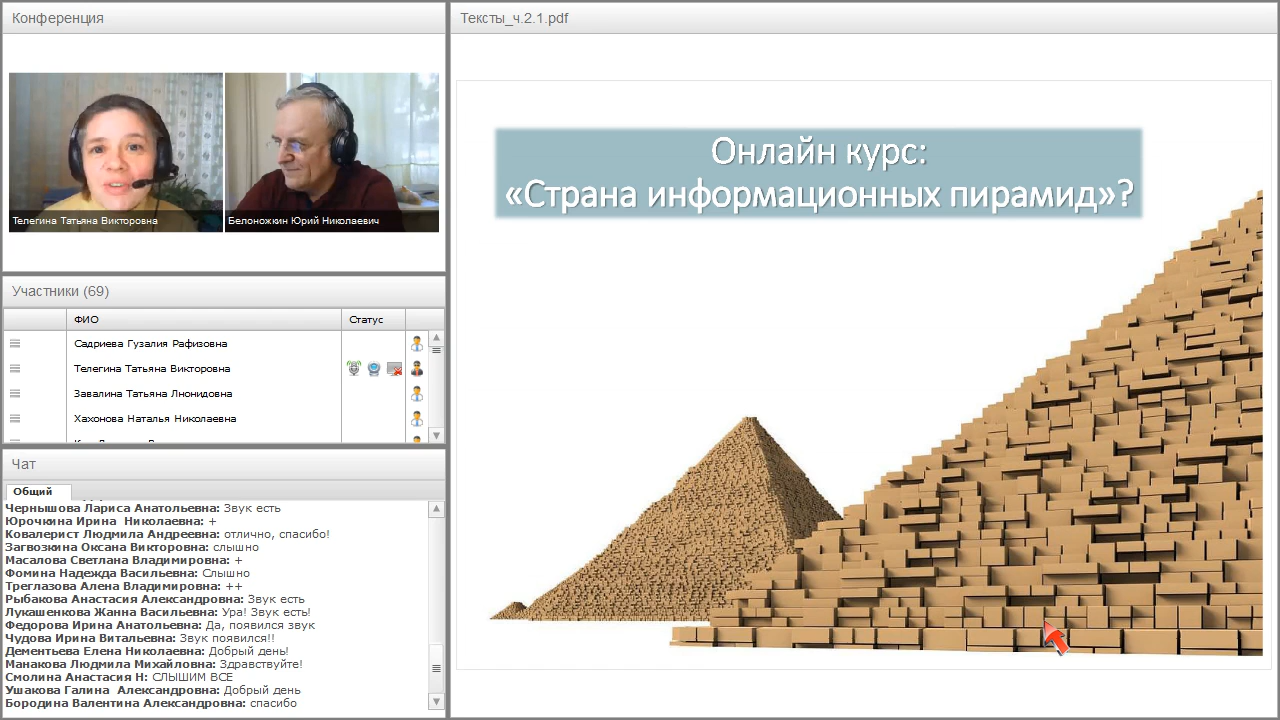 Конференция
Телегина Татьяна Викторовна
Белоножкин Юрий Николаевич
Участники (69)
ФИО
Статус
Садриева Гузалия Рафизовна
Телегина Татьяна Викторовна
Завалина Татьяна Лнонидовна
Хахонова Наталья Николаевна
Чат
Общий
Чернышова Лариса Анатольевна: Звук есть
Юрочкина Ирина Николаевна: +
Ковалерист Людмила Андреевна: отлично, спасибо!
Загвозкина Оксана Викторовна: слышно
Масалова Светлана Владимировна: +
Фомина Надежда Васильевна: Слышно
Треглазова Алена Владимировна: ++
Рыбакова Анастасия Александровна: Звук есть
Лукашенкова Жанна Васильевна: Ура! Звук есть!
Федорова Ирина Анатольевна: Да, появился звук
Чудова Ирина Витальевна: Звук появился!!
Дементьева Елена Николаевна: Добрый день!
Манакова Людмила Михайловна: Здравствуйте!
Смолина Анастасия Н: СЛЫШИМ ВСЕ
Ушакова Галина Александровна: Добрый день
Бородина Валентина Александровна: спасибо
Тексты_ч.2.1.pdf
Онлайн курс:
«Страна информационных пирамид»?